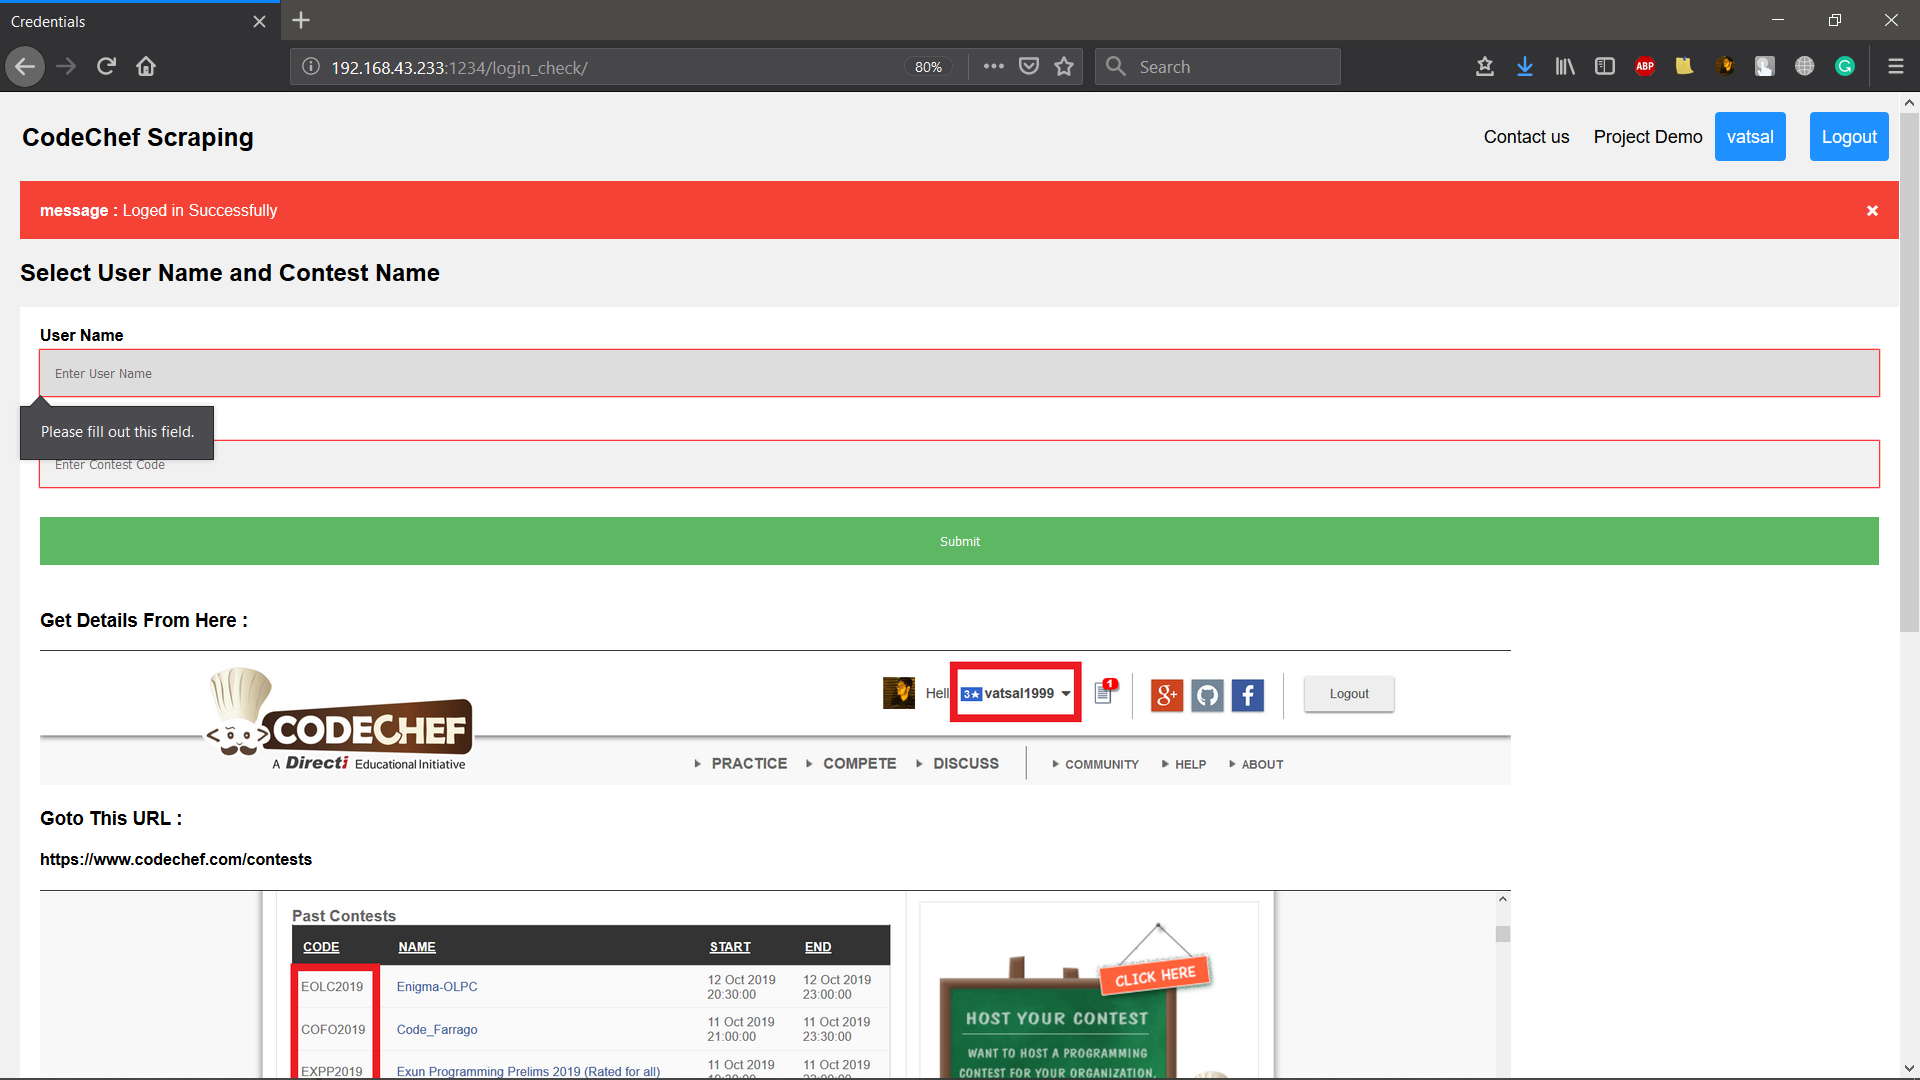 Credentials
192.168.43.233:1234/login_check/
80%
Search
ABP
CodeChef Scraping
Contact us
Project Demo
vatsal
Logout
message : Loged in Successfully
Select User Name and Contest Name
User Name
Enter User Name
Please fill out this field.
Enter Contest Code
Submit
Get Details From Here :
Hell
3★ vatsal1999
1
g+
f
Logout
CODECHEF
A Directi Educational Initiative
PRACTICE
COMPETE
DISCUSS
COMMUNITY
HELP
ABOUT
Goto This URL :
https://www.codechef.com/contests
Past Contests
CODE NAME START END
EOLC2019 Enigma-OLPC 12 Oct 2019 12 Oct 2019
20:30:00 23:00:00
COFO2019 Code_Farrago 11 Oct 2019 11 Oct 2019
21:00:00 23:30:00
EXPP2019 Exun Programming Prelims 2019 (Rated for all) 11 Oct 2019 11 Oct 2019
CLICK HERE
HOST YOUR CONTEST
WANT TO HOST A PROGRAMMING
CONTEST FOR YOUR ORGANIZATION,